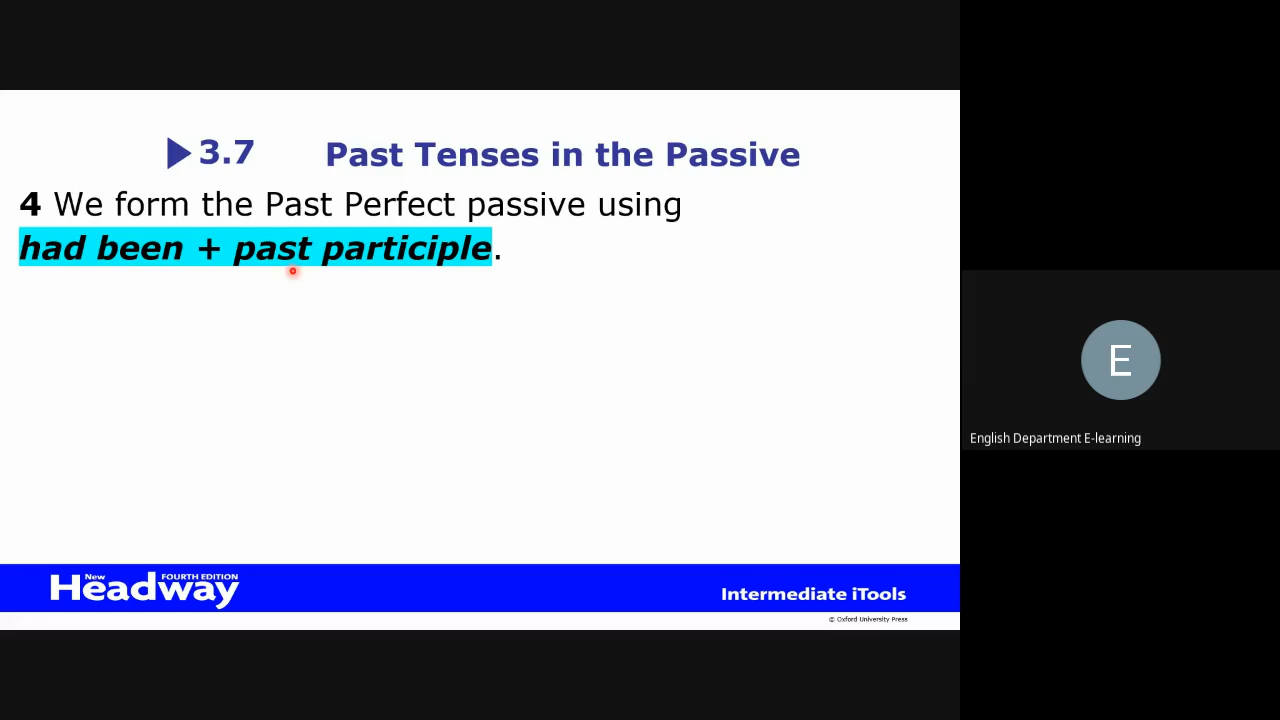 3.7 Past Tenses in the Passive
4 We form the Past Perfect passive using
had been + past participle.
E
English Department E-learning
New Headway FOURTH EDITION
Intermediate iTools
© Oxford University Press